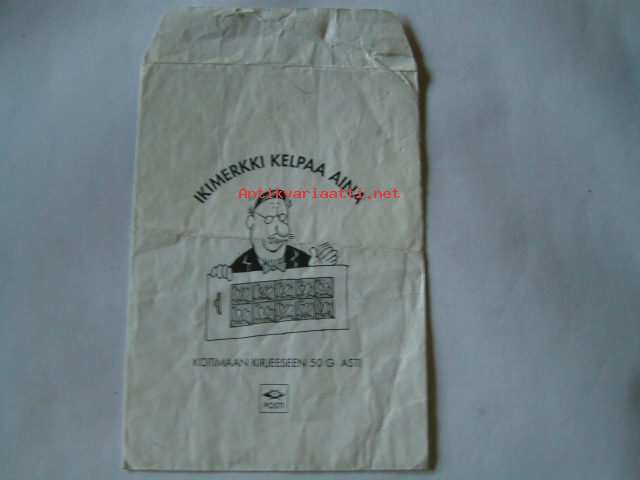 IKIMERKKI KELPAA AINA
Antikvariaatti.net
KOTIMAAN KIRJEESEEN 50 G ASTI
POSTI